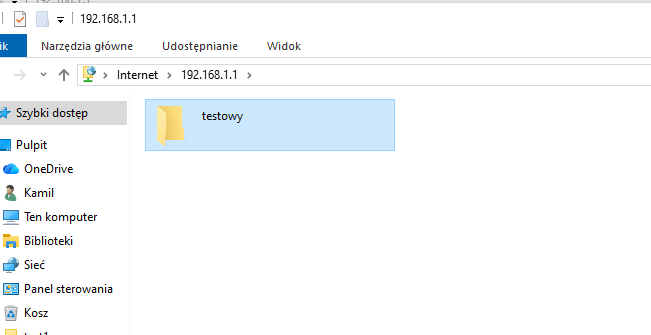 192.168.1.1
ik Narzędzia główne Udostępnianie Widok
Internet 192.168.1.1
Szybki dostęp
testowy
Pulpit
OneDrive
Kamil
Ten komputer
Biblioteki
Sieć
Panel sterowania
Kosz